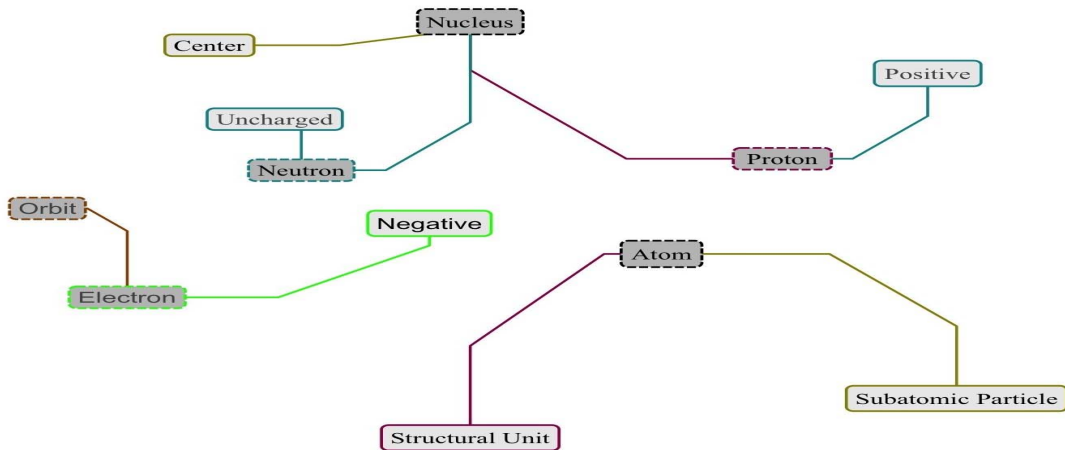 Nucleus
Center
Positive
Uncharged
Proton
Neutron
Orbit
Negative
Atom
Electron
Subatomic Particle
Structural Unit